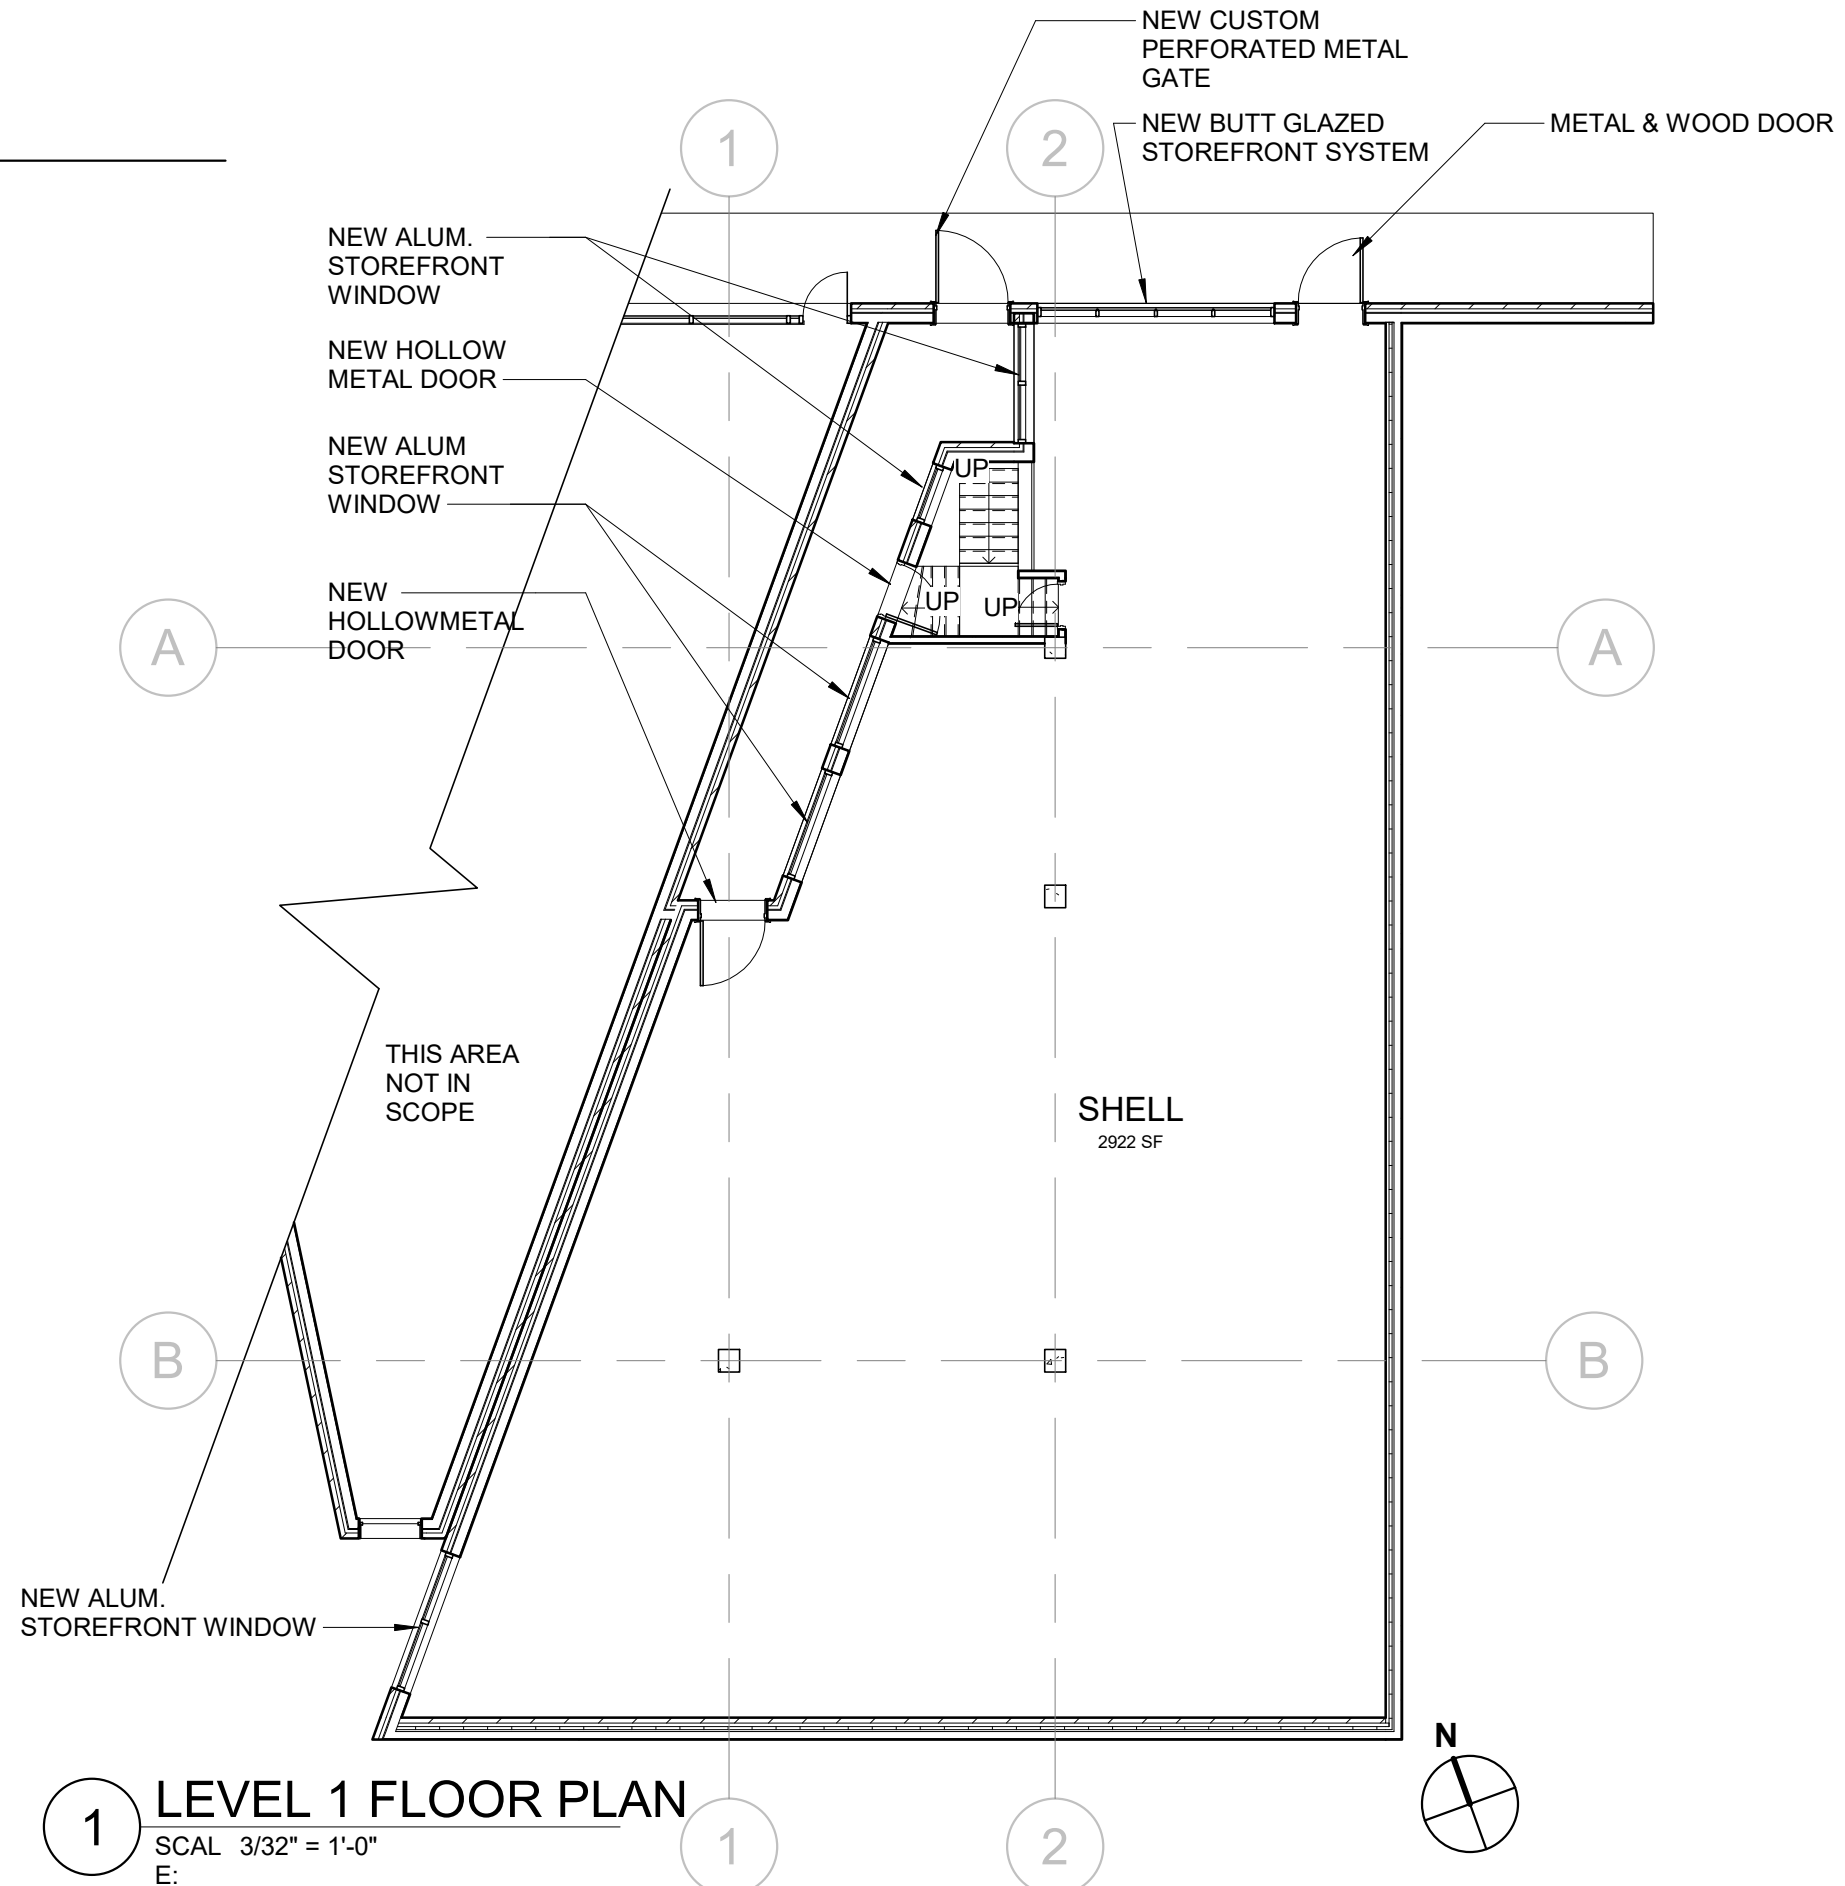 NEW CUSTOM
PERFORATED METAL
GATE
NEW BUTT GLAZED
STOREFRONT SYSTEM
METAL & WOOD DOOR
1
2
NEW ALUM.
STOREFRONT
WINDOW
NEW HOLLOW
METAL DOOR
NEW ALUM
STOREFRONT
WINDOW
UP
NEW
HOLLOWMETAL
DOOR
UP
UP
A
A
THIS AREA
NOT IN
SCOPE
SHELL
2922 SF
B
B
NEW ALUM.
STOREFRONT WINDOW
N
1
LEVEL 1 FLOOR PLAN
SCAL 3/32" = 1'-0"
E:
1
2